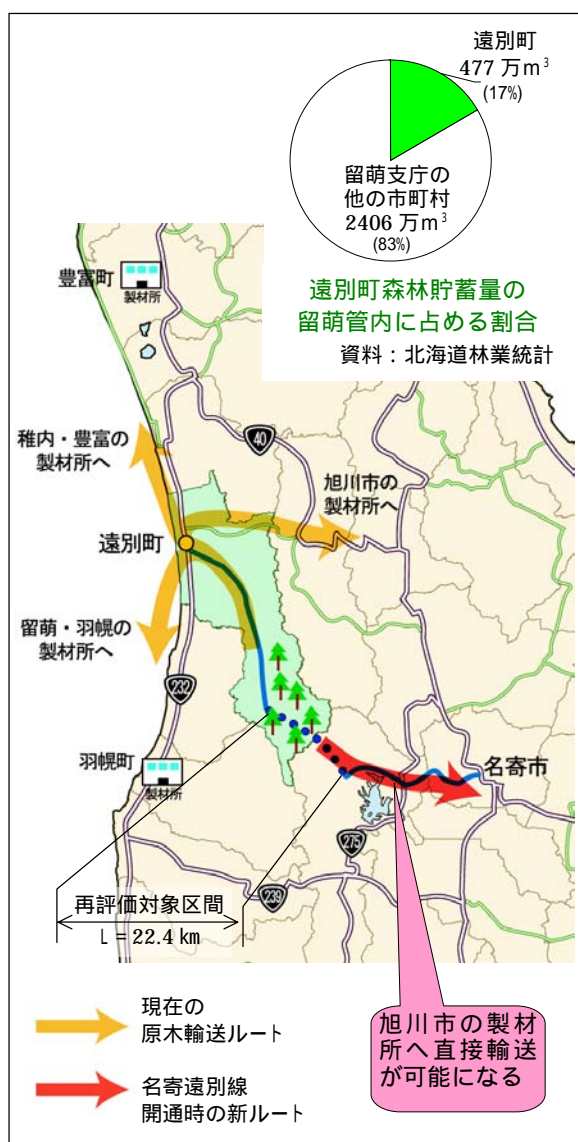 遠別町
477 万m³
(17%)
留萌支庁の
他の市町村
2406 万m³
(83%)
遠別町森林貯蓄量の
留萌管内に占める割合
資料：北海道林業統計
豊富町
製材所
稚内・豊富の
製材所へ
40
旭川市の
製材所へ
遠別町
留萌・羽幌の
製材所へ
232
羽幌町
製材所
名寄市
275
239
再評価対象区間
L = 22.4 km
現在の
原木輸送ルート
名寄遠別線
開通時の新ルート
旭川市の製材
所へ直接輸送
が可能になる